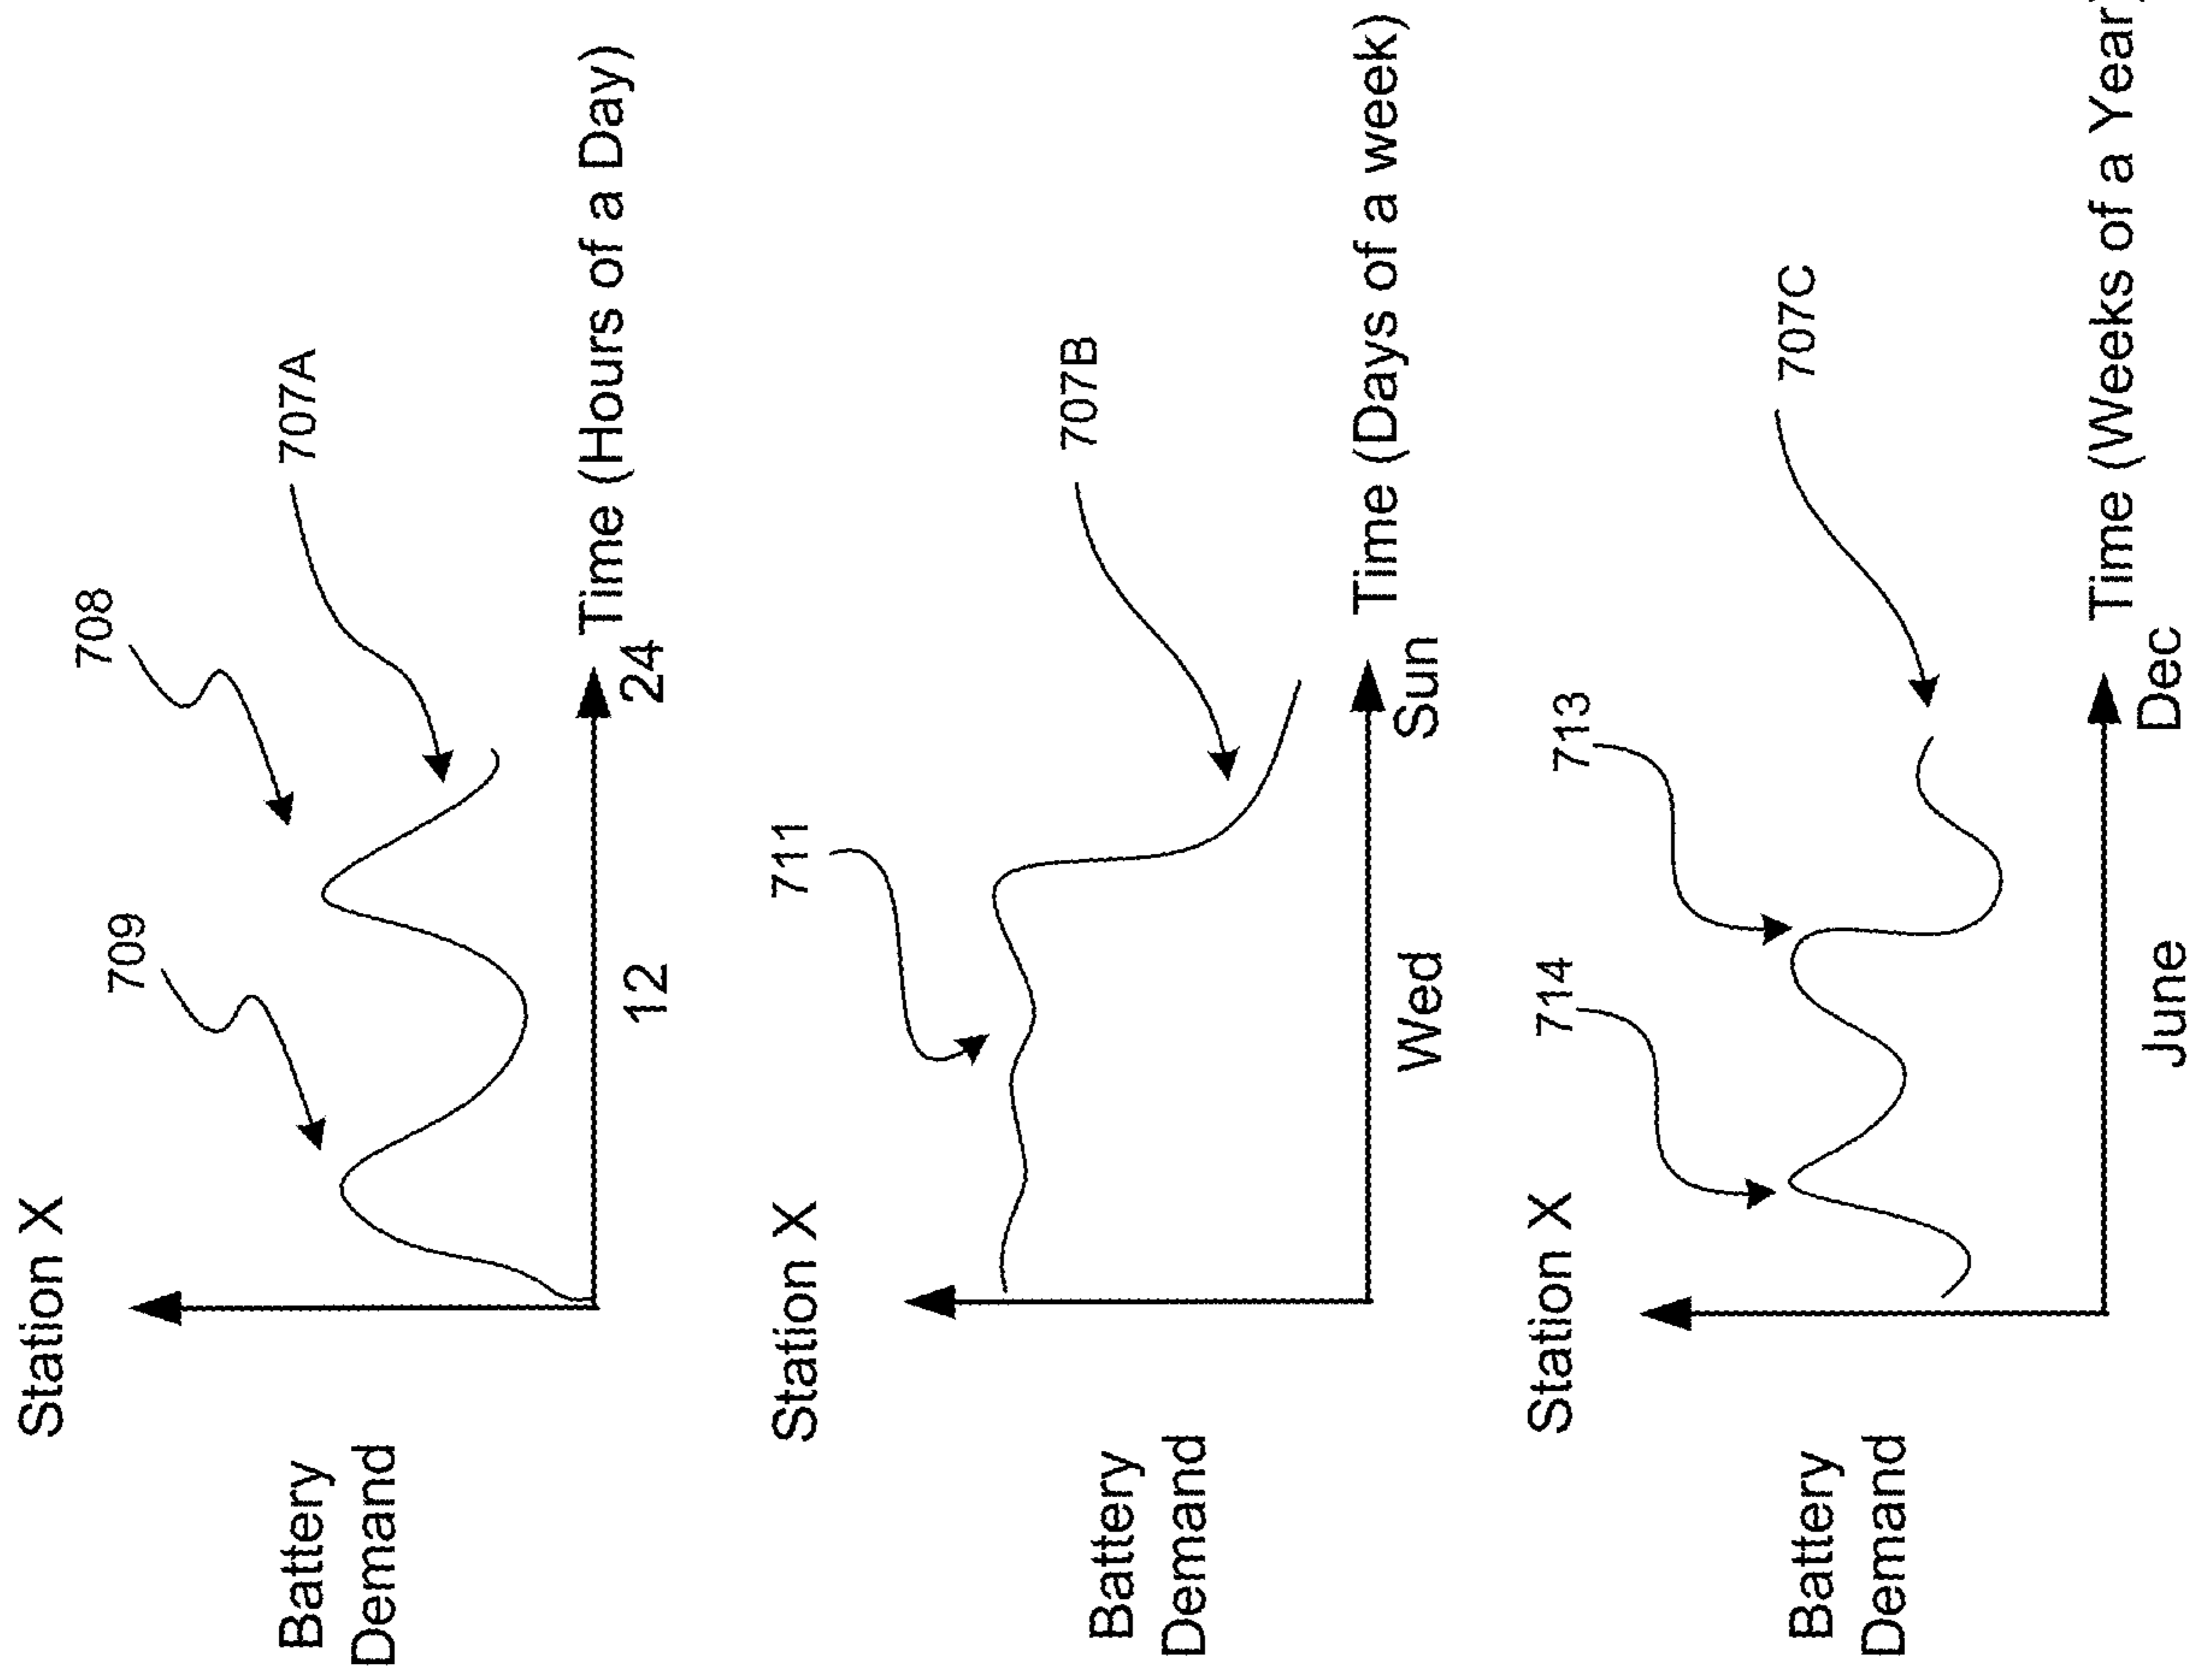 Station X
708
709
707A
Battery
Demand
12
24
Time (Hours of a Day)
Station X
711
707B
Battery
Demand
Wed
Sun
Time (Days of a week)
Station X
713
714
707C
Battery
Demand
June
Dec
Time (Weeks of a Year)